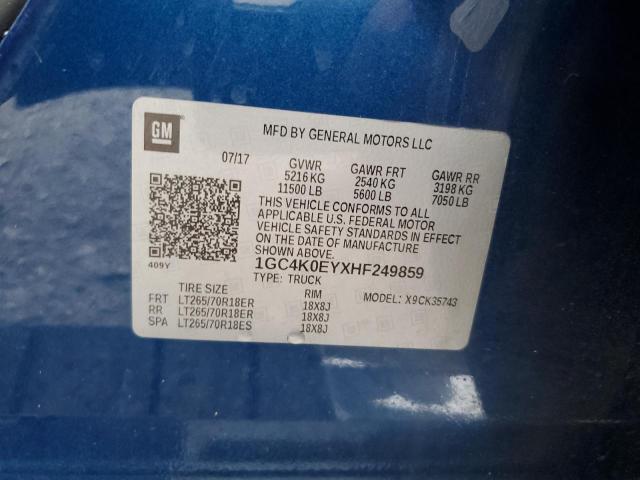 GM
MFD BY GENERAL MOTORS LLC
07/17 GVWR GAWR FRT GAWR RR
5216 KG 2540 KG 3198 KG
11500 LB 5600 LB 7050 LB
THIS VEHICLE CONFORMS TO ALL
APPLICABLE U.S. FEDERAL MOTOR
VEHICLE SAFETY STANDARDS IN EFFECT
ON THE DATE OF MANUFACTURE
SHOWN ABOVE.
409Y 1GC4K0EYXHF249859
TYPE: TRUCK
TIRE SIZE RIM MODEL: X9CK35743
FRT LT265/70R18ER 18X8J
RR LT265/70R18ER 18X8J
SPA LT265/70R18ES 18X8J